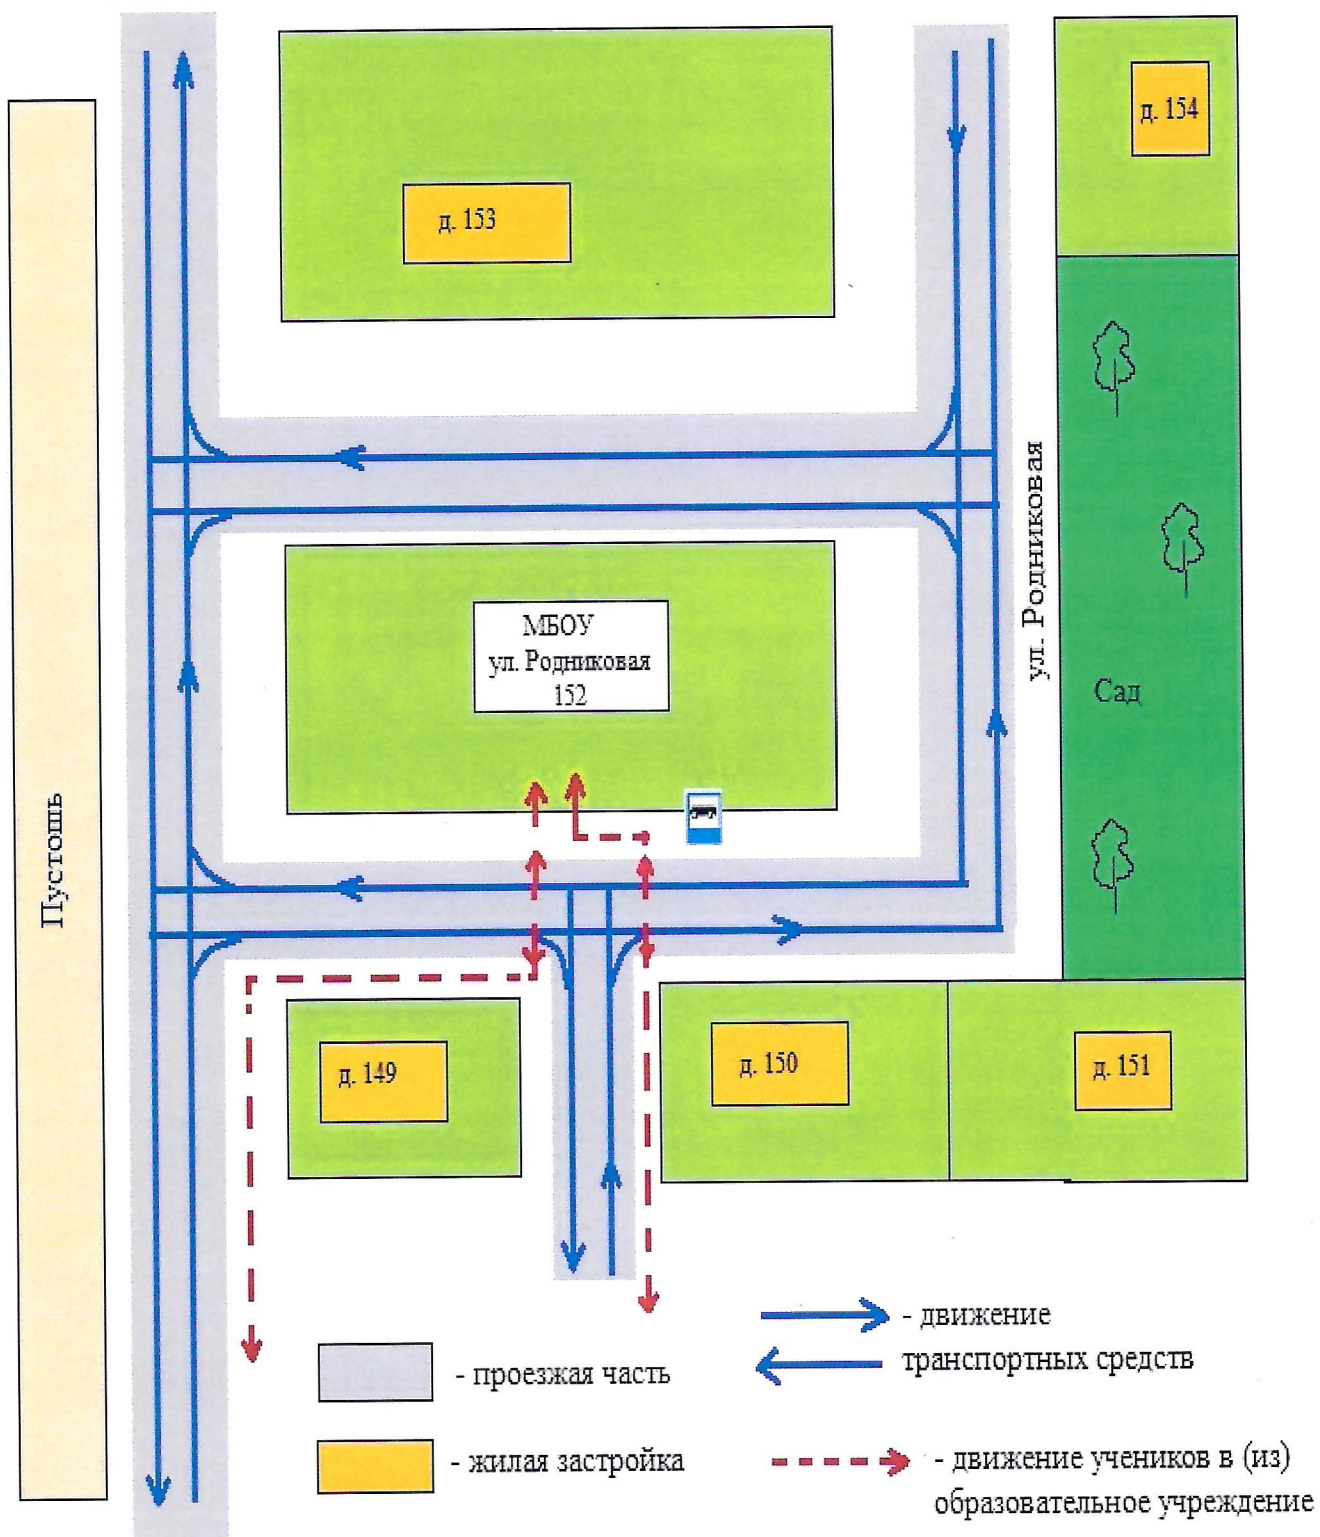 д. 154
д. 153
ул. Родниковая
МБОУ
ул. Родниковая
152
Сад
Пустошь
д. 149
д. 150
д. 151
- движение
транспортных средств
- проезжая часть
- жилая застройка
- движение учеников в (из)
образовательное учреждение